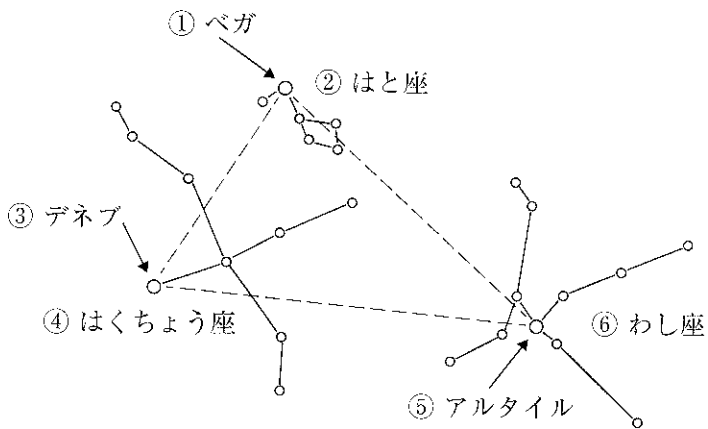 ① ベガ
② はと座
③ デネブ
④ はくちょう座
⑥ わし座
⑤ アルタイル